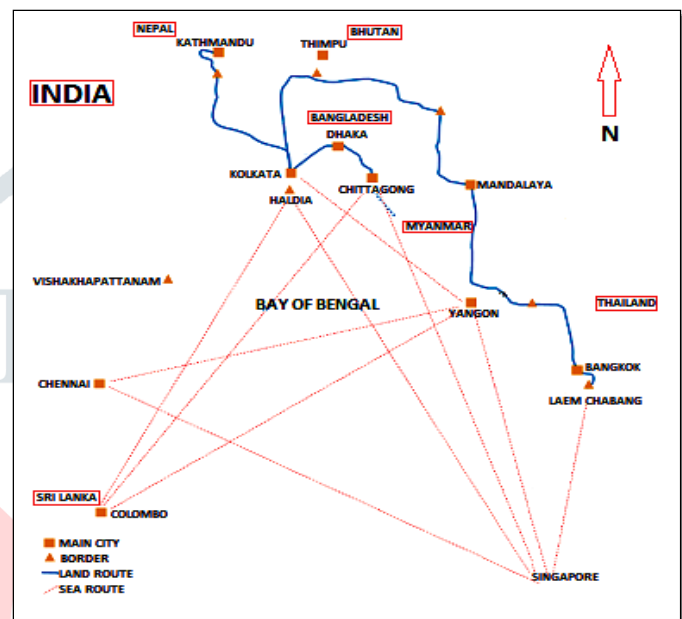 NEPAL
KATHMANDU
BHUTAN
THIMPU
INDIA
N
BANGLADESH
DHAKA
KOLKATA
HALDIA
CHITTAGONG
MANDALAYA
MYANMAR
VISHAKHAPATTANAM
BAY OF BENGAL
YANGON
THAILAND
CHENNAI
BANGKOK
LAEM CHABANG
SRI LANKA
COLOMBO
MAIN CITY
BORDER
LAND ROUTE
SEA ROUTE
SINGAPORE